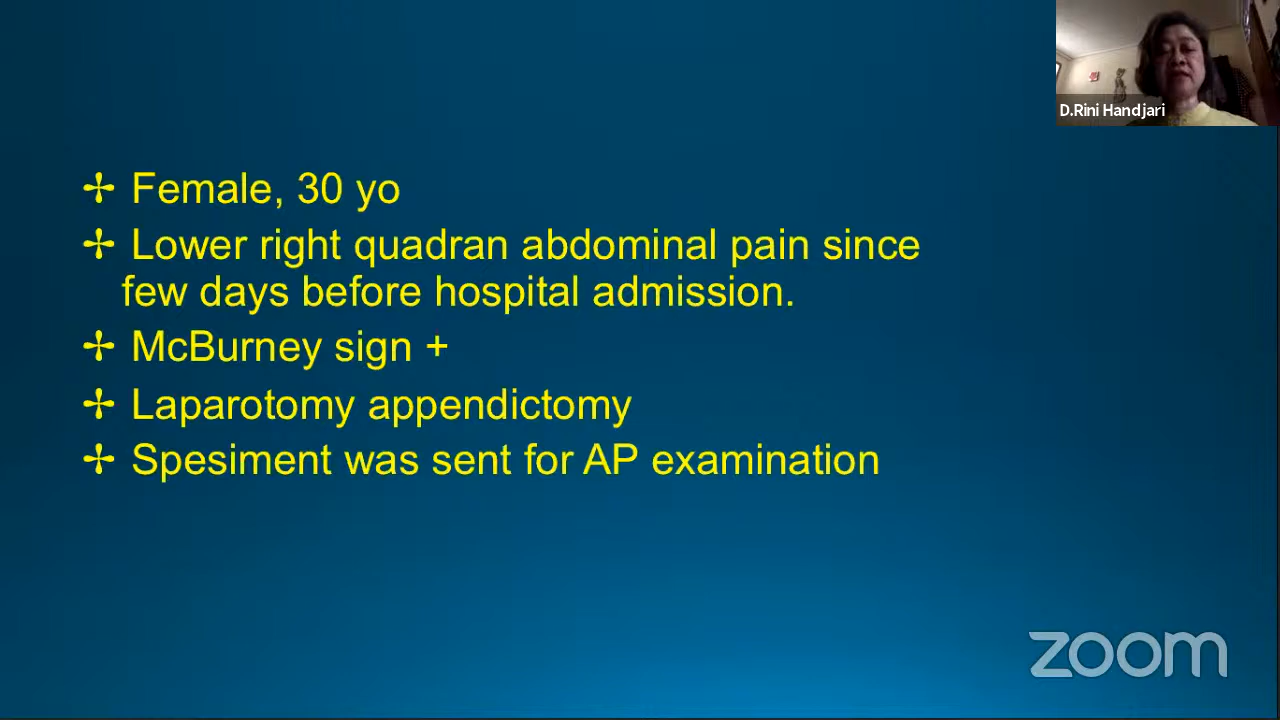 D.Rini Handjari
✢ Female, 30 yo
✢ Lower right quadran abdominal pain since
few days before hospital admission.
✢ McBurney sign +
✢ Laparotomy appendictomy
✢ Spesiment was sent for AP examination
zoom